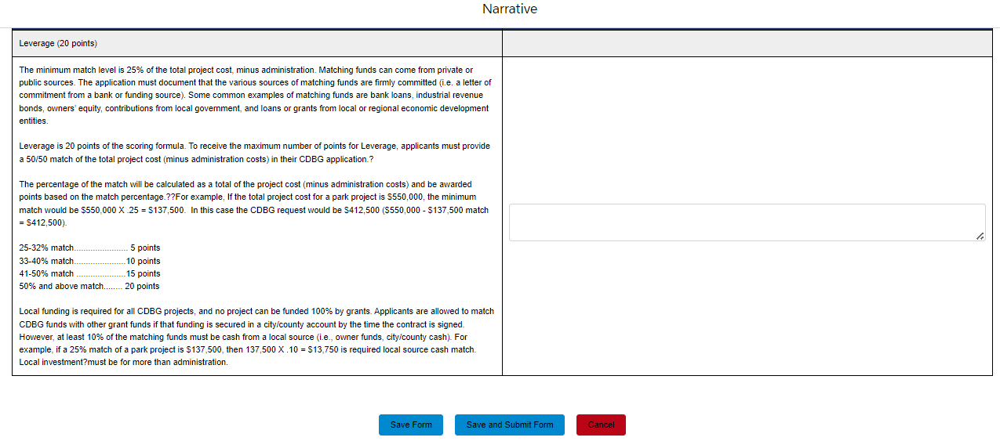 Narrative
Leverage (20 points)
The minimum match level is 25% of the total project cost, minus administration. Matching funds can come from private or
public sources. The application must document that the various sources of matching funds are firmly committed (i.e. a letter of
commitment from a bank or funding source). Some common examples of matching funds are bank loans, industrial revenue
bonds, owners' equity, contributions from local government, and loans or grants from local or regional economic development
entities.
Leverage is 20 points of the scoring formula. To receive the maximum number of points for Leverage, applicants must provide
a 50/50 match of the total project cost (minus administration costs) in their CDBG application.?
The percentage of the match will be calculated as a total of the project cost (minus administration costs) and be awarded
points based on the match percentage.??For example, If the total project cost for a park project is $550,000, the minimum
match would be $550,000 X .25 = $137,500. In this case the CDBG request would be $412,500 ($550,000 - $137,500 match
= $412,500).
25-32% match....................... 5 points
33-40% match......................10 points
41-50% match .....................15 points
50% and above match........ 20 points
Local funding is required for all CDBG projects, and no project can be funded 100% by grants. Applicants are allowed to match
CDBG funds with other grant funds if that funding is secured in a city/county account by the time the contract is signed.
However, at least 10% of the matching funds must be cash from a local source (i.e., owner funds, city/county cash). For
example, if a 25% match of a park project is $137,500, then 137,500 X .10 = $13,750 is required local source cash match.
Local investment?must be for more than administration.
Save Form
Save and Submit Form
Cancel